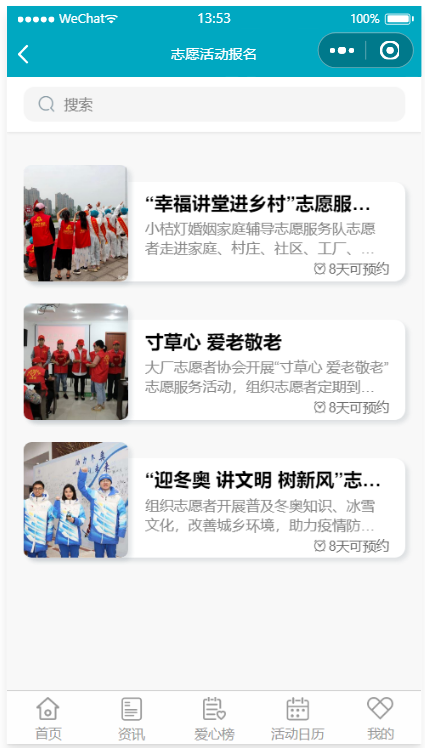 WeChat 13:53 100%
志愿活动报名
搜索
“幸福讲堂进乡村”志愿服...
小桔灯婚姻家庭辅导志愿服务队志愿
者走进家庭、村庄、社区、工厂、...
8天可预约
寸草心 爱老敬老
大厂志愿者协会开展“寸草心 爱老敬老”
志愿服务活动，组织志愿者定期到...
8天可预约
“迎冬奥 讲文明 树新风”志...
组织志愿者开展普及冬奥知识、冰雪
文化，改善城乡环境，助力疫情防...
8天可预约
首页 资讯 爱心榜 活动日历 我的